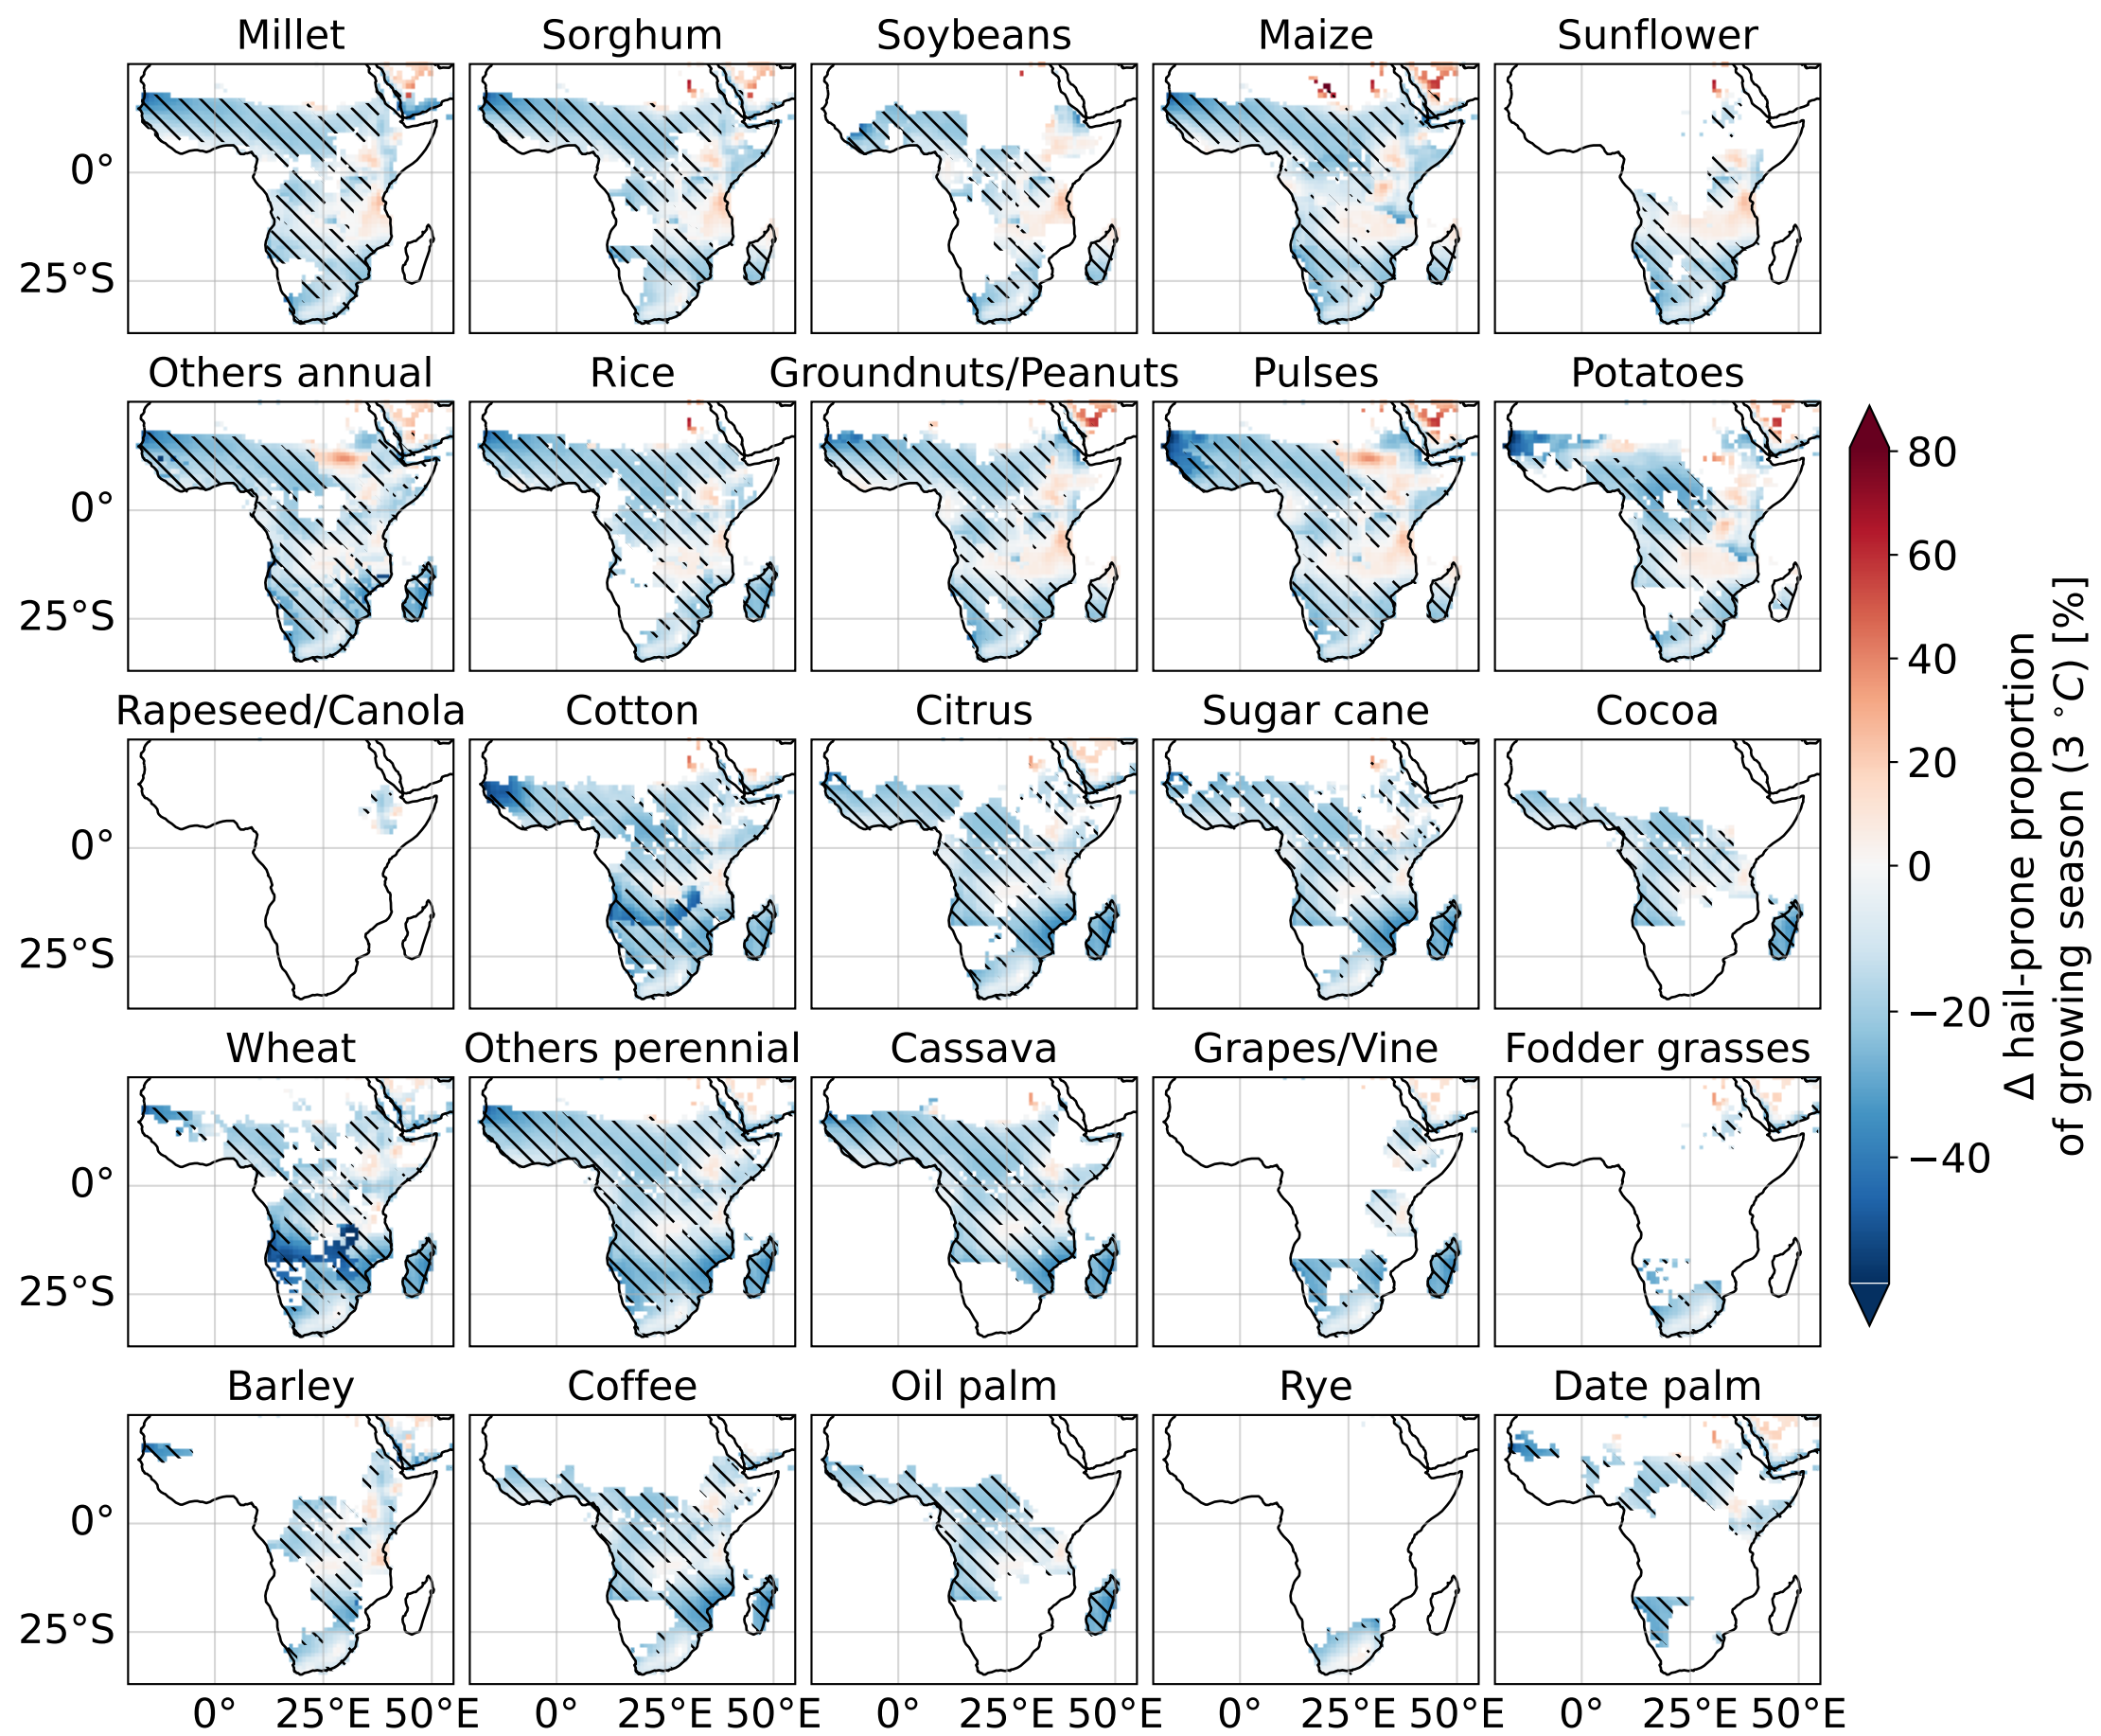 Millet Sorghum Soybeans Maize Sunflower
0°
25°S
Others annual Rice Groundnuts/Peanuts Pulses Potatoes
0°
25°S
Rapeseed/Canola Cotton Citrus Sugar cane Cocoa
0°
25°S
Wheat Others perennial Cassava Grapes/Vine Fodder grasses
0°
25°S
Barley Coffee Oil palm Rye Date palm
0°
25°S
0° 25°E 50°E 0° 25°E 50°E 0° 25°E 50°E 0° 25°E 50°E 0° 25°E 50°E
80
60
40
20
0
−20
−40
Δ hail-prone proportion
of growing season (3 °C) [%]